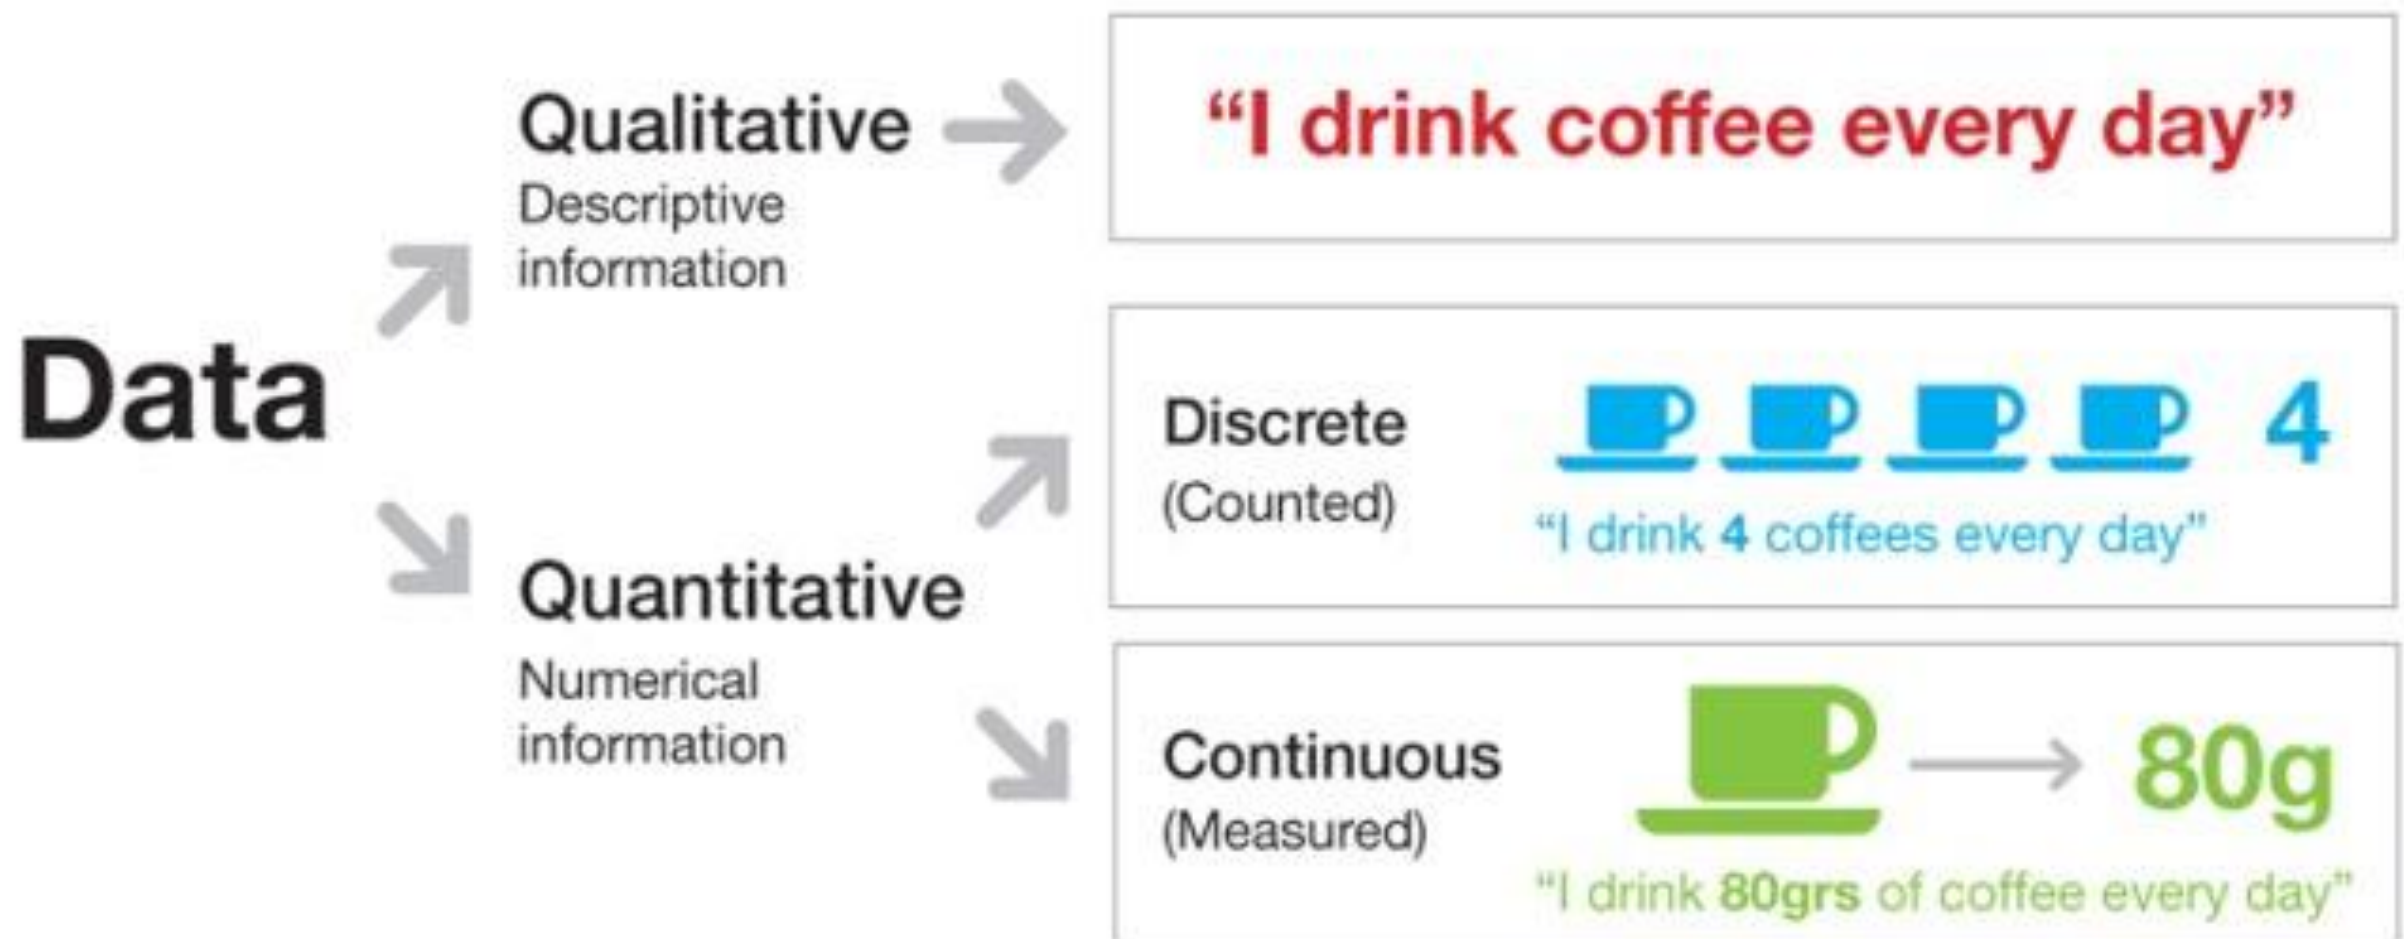 Data
Qualitative
Descriptive
information
“I drink coffee every day”
Quantitative
Numerical
information
Discrete
(Counted)
4
“I drink 4 coffees every day”
Continuous
(Measured)
80g
“I drink 80grs of coffee every day”